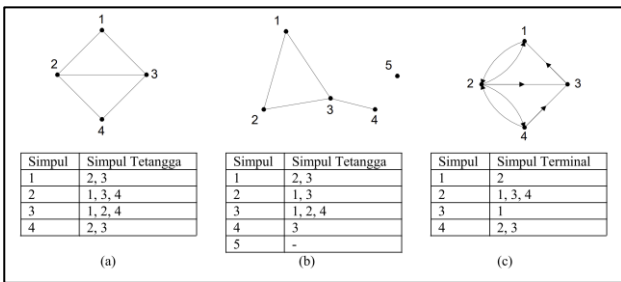 1
2
3
4
1
2
3
4
5
1
2
3
4
Simpul Simpul Tetangga
1 2, 3
2 1, 3, 4
3 1, 2, 4
4 2, 3
(a)
Simpul Simpul Tetangga
1 2, 3
2 1, 3
3 1, 2, 4
4 3
5 -
(b)
Simpul Simpul Terminal
1 2
2 1, 3, 4
3 1
4 2, 3
(c)